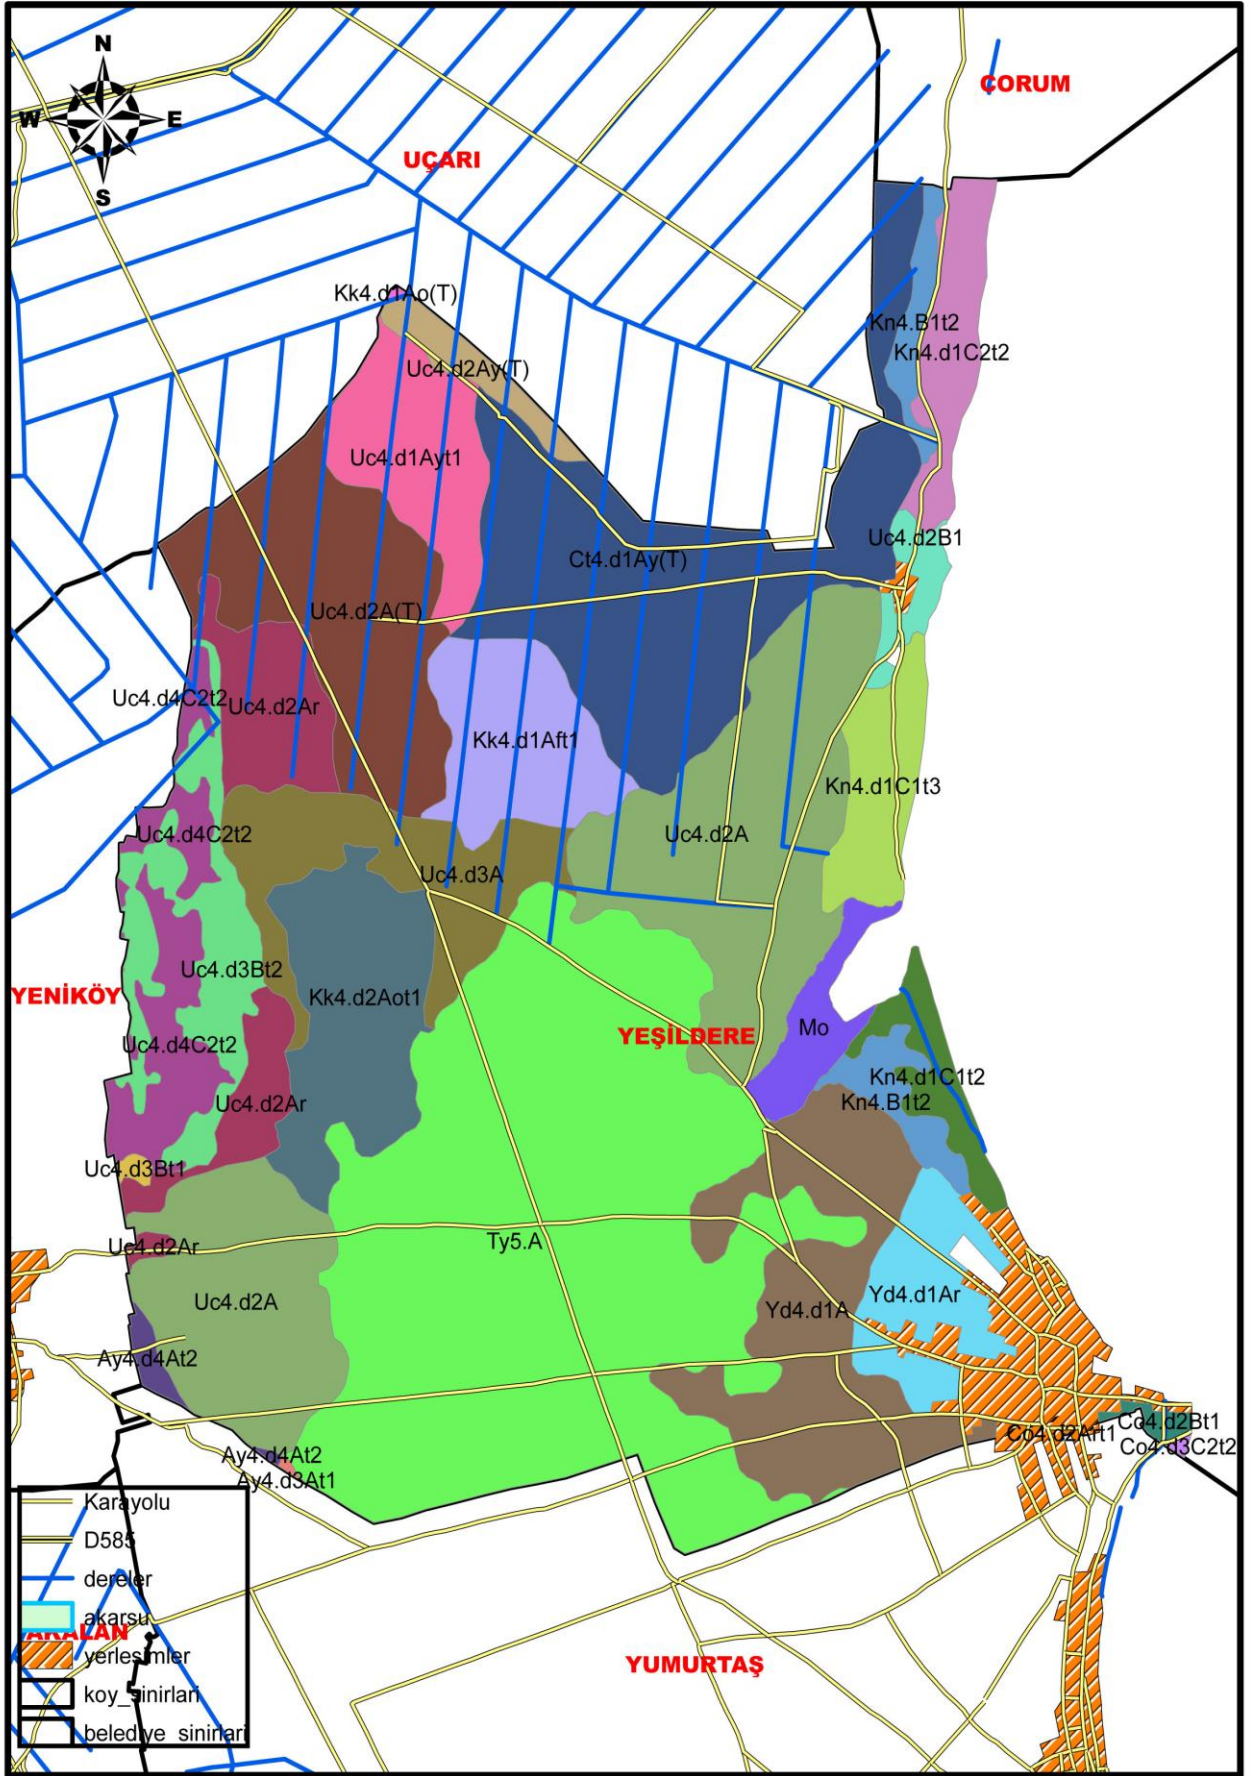 N
ÇORUM
W
E
UÇARI
S
Kk4.d1Ao(T)
Kn4.B1t2
Kn4.d1C2t2
Uc4.d2Ay(T)
Uc4.d1Ayt1
Uc4.d2B1
Ct4.d1Ay(T)
Uc4.d2A(T)
Uc4.d4C2t2
Uc4.d2Ar
Kk4.d1Aft1
Kn4.d1C1t3
Uc4.d4C2t2
Uc4.d2A
Uc4.d3A
Uc4.d3Bt2
YENİKÖY
Kk4.d2Aot1
Mo
YEŞİLDERE
Uc4.d4C2t2
Kn4.d1C1t2
Uc4.d2Ar
Kn4.B1t2
Uc4.d3Bt1
Ty5.A
Uc4.d2Ar
Yd4.d1Ar
Uc4.d2A
Yd4.d1A
Ay4.d4At2
Co4.d2Bt1
Co4.d2Art1
Co4.d3C2t2
Ay4.d4At2
Ay4.d3At1
Karayolu
D585
dereler
akarsu
AKALAN
yerlesimler
YUMURTAŞ
koy_sinirlari
belediye_sinirlari